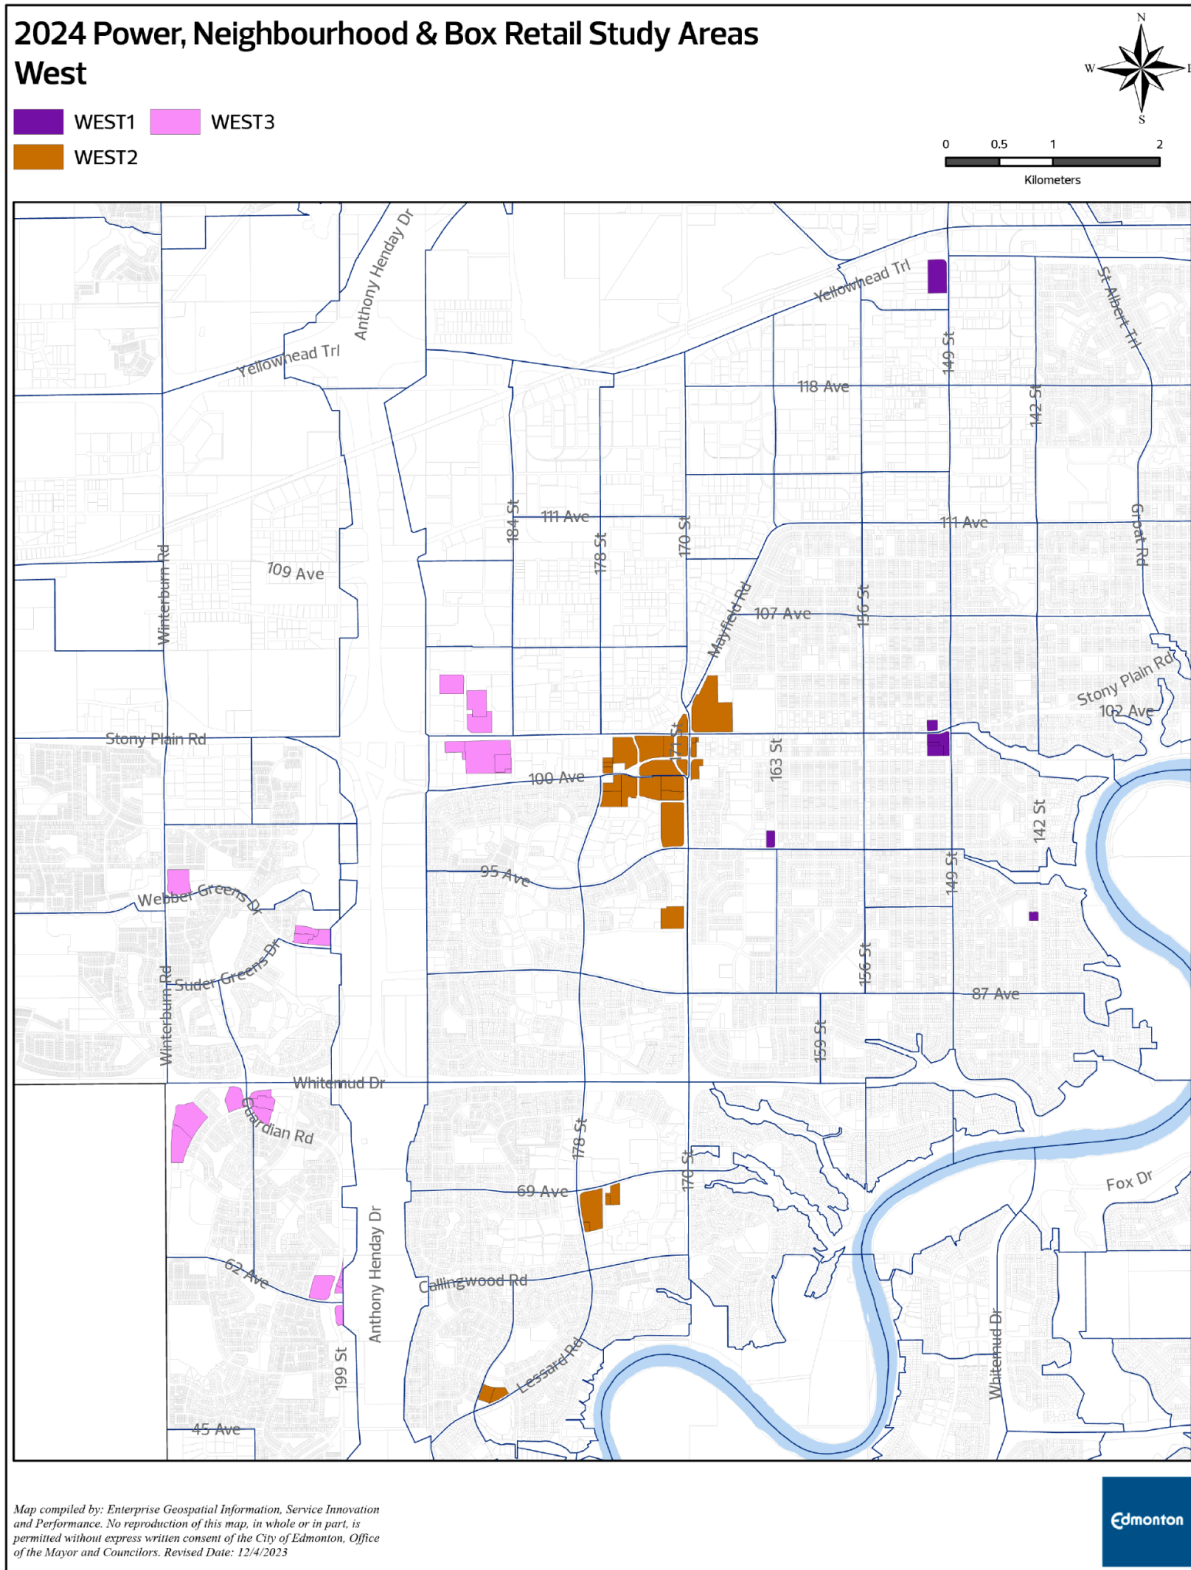 2024 Power, Neighbourhood & Box Retail Study Areas
West
WEST1
WEST3
WEST2
N
W
E
S
0 0.5 1 2
Kilometers
Anthony Henday Dr
Yellowhead Trl
St Albert Trl
Yellowhead Trl
149 St
118 Ave
142 St
184 St
111 Ave
178 St
170 St
111 Ave
Groat Rd
Winterburn Rd
109 Ave
156 St
107 Ave
Mayfield Rd
Stony Plain Rd
102 Ave
Stony Plain Rd
163 St
100 Ave
142 St
95 Ave
149 St
Webber Greens Dr
Suder Greens Dr
156 St
87 Ave
Winterburn Rd
159 St
Whitemud Dr
Guardian Rd
178 St
170 St
69 Ave
Fox Dr
Anthony Henday Dr
62 Ave
Callingwood Rd
Whitemud Dr
199 St
Lessard Rd
45 Ave
Map compiled by: Enterprise Geospatial Information, Service Innovation
and Performance. No reproduction of this map, in whole or in part, is
permitted without express written consent of the City of Edmonton, Office
of the Mayor and Councilors. Revised Date: 12/4/2023
Edmonton